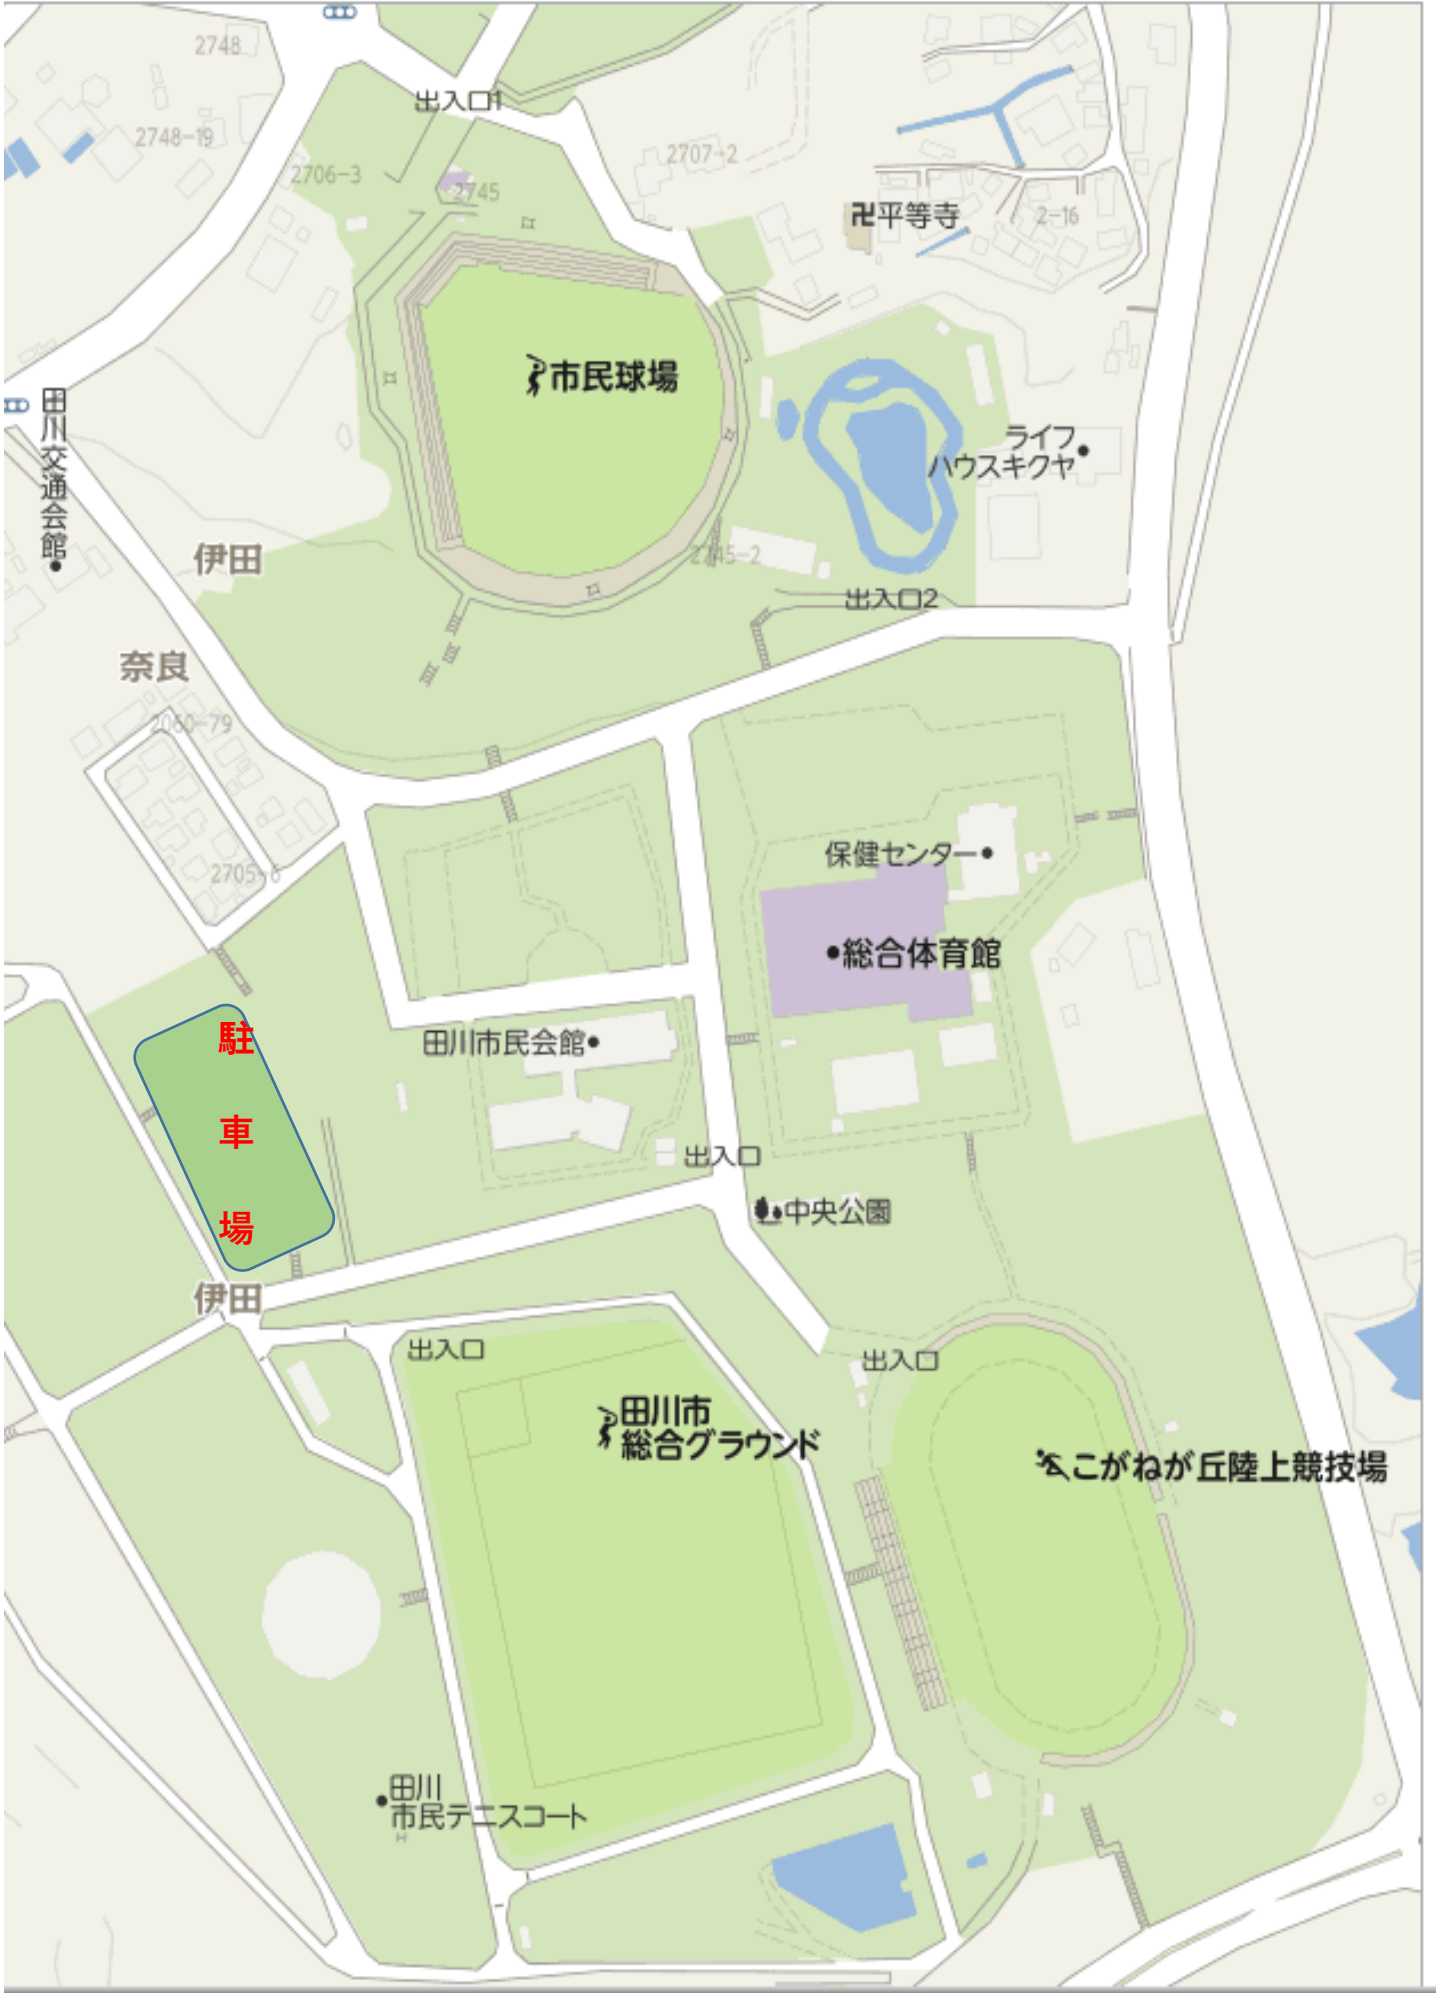 2748
出入口1
2748-19
2706-3
2745
2707-2
平等寺
2-16
市民球場
田川交通会館
ライフ
ハウスキクヤ
伊田
2745-2
出入口2
奈良
2060-79
保健センター
2705-6
総合体育館
駐
車
場
田川市民会館
出入口
中央公園
伊田
出入口
出入口
田川市
総合グラウンド
こがねが丘陸上競技場
田川
市民テニスコート